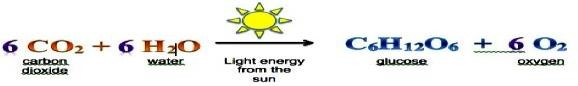 6 CO2 + 6 H2O C6H12O6 + 6 O2
carbon dioxide water Light energy from the sun glucose oxygen